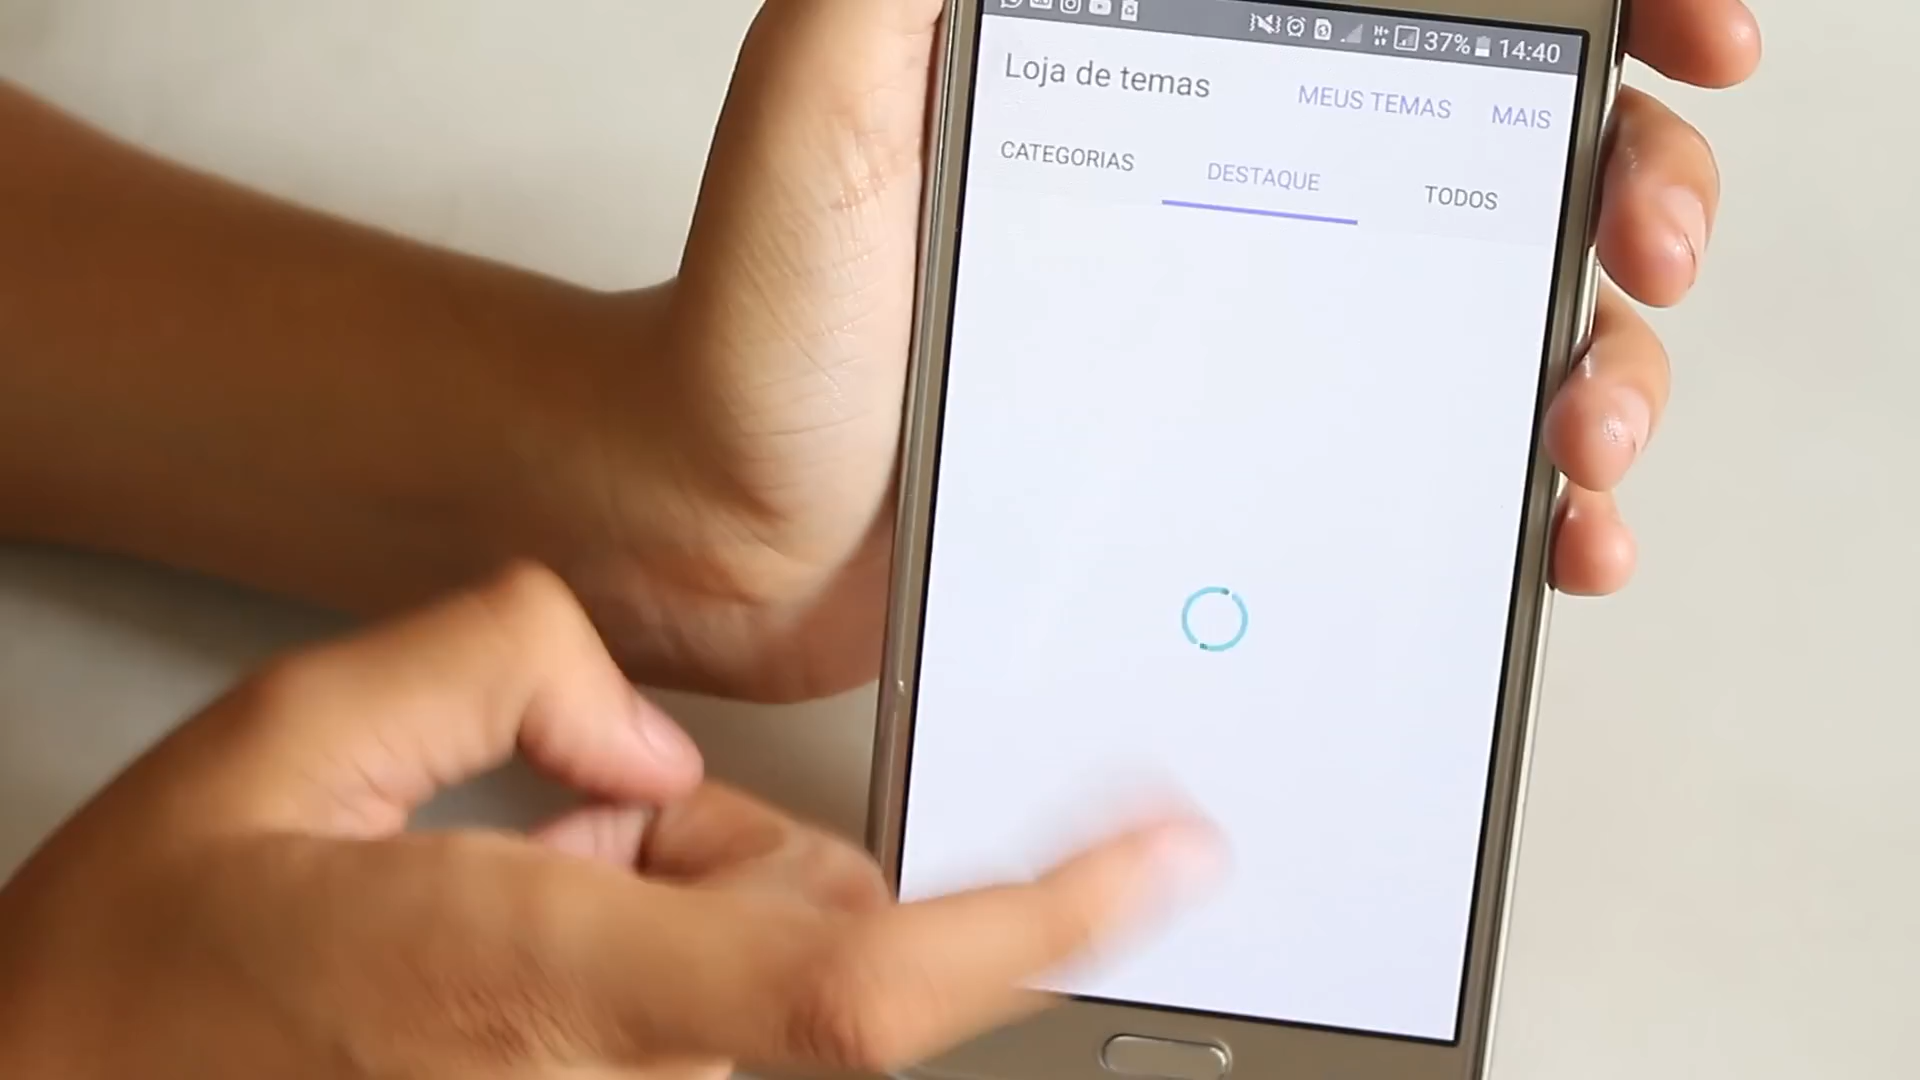 H+ 37% 14:40
Loja de temas
MEUS TEMAS MAIS
CATEGORIAS DESTAQUE TODOS